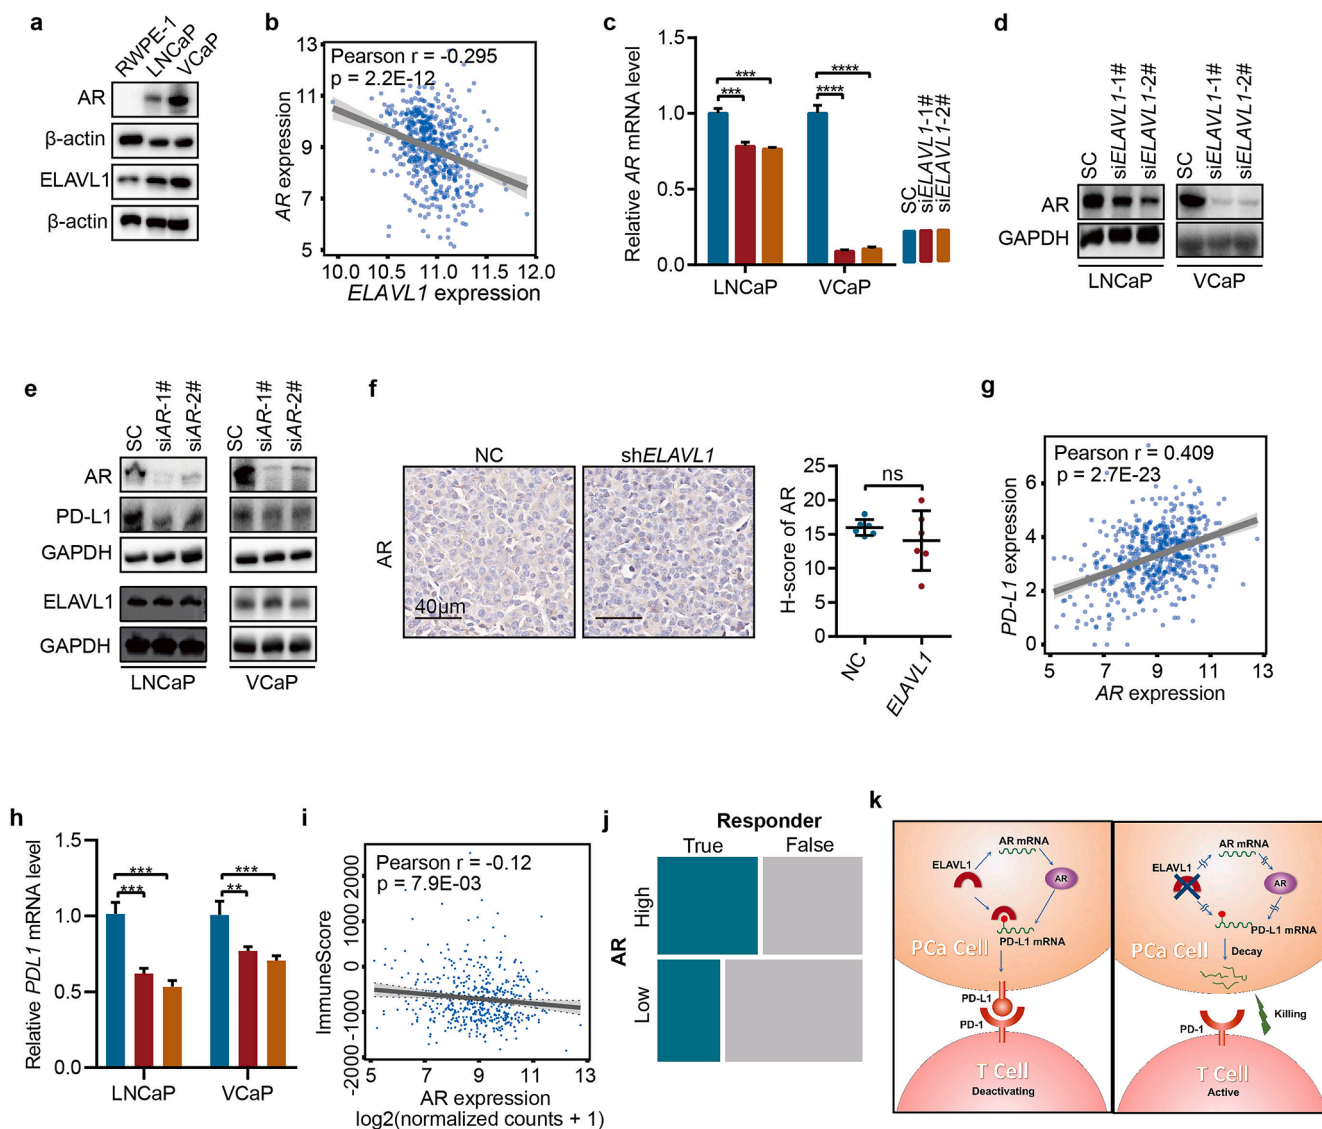 a
RWPE-1
LNCaP
VCaP
AR
β-actin
ELAVL1
β-actin
b
Pearson r = -0.295
p = 2.2E-12
13
11
9
7
5
AR expression
10.0 10.5 11.0 11.5 12.0
ELAVL1 expression
c
1.5
1.0
0.5
0.0
Relative AR mRNA level
***
***
****
****
LNCaP VCaP
SC
siELAVL1-1#
siELAVL1-2#
d
SC
siELAVL1-1#
siELAVL1-2#
SC
siELAVL1-1#
siELAVL1-2#
AR
GAPDH
LNCaP VCaP
e
SC
siAR-1#
siAR-2#
SC
siAR-1#
siAR-2#
AR
PD-L1
GAPDH
ELAVL1
GAPDH
LNCaP VCaP
f
NC shELAVL1
AR
40μm
25
20
15
10
5
0
H-score of AR
ns
NC
ELAVL1
g
Pearson r = 0.409
p = 2.7E-23
6
4
2
0
PD-L1 expression
5 7 9 11 13
AR expression
h
1.5
1.0
0.5
0.0
Relative PDL1 mRNA level
***
***
***
**
LNCaP VCaP
i
Pearson r = -0.12
p = 7.9E-03
ImmuneScore
-2000 -1000 0 1000 2000
5 7 9 11 13
AR expression
log2(normalized counts + 1)
j
Responder
True False
AR
High
Low
k
AR mRNA
ELAVL1
AR
PD-L1 mRNA
PCa Cell
PD-L1
PD-1
T Cell
Deactivating
AR mRNA
ELAVL1
AR
PD-L1 mRNA
PCa Cell
Decay
Killing
PD-1
T Cell
Active